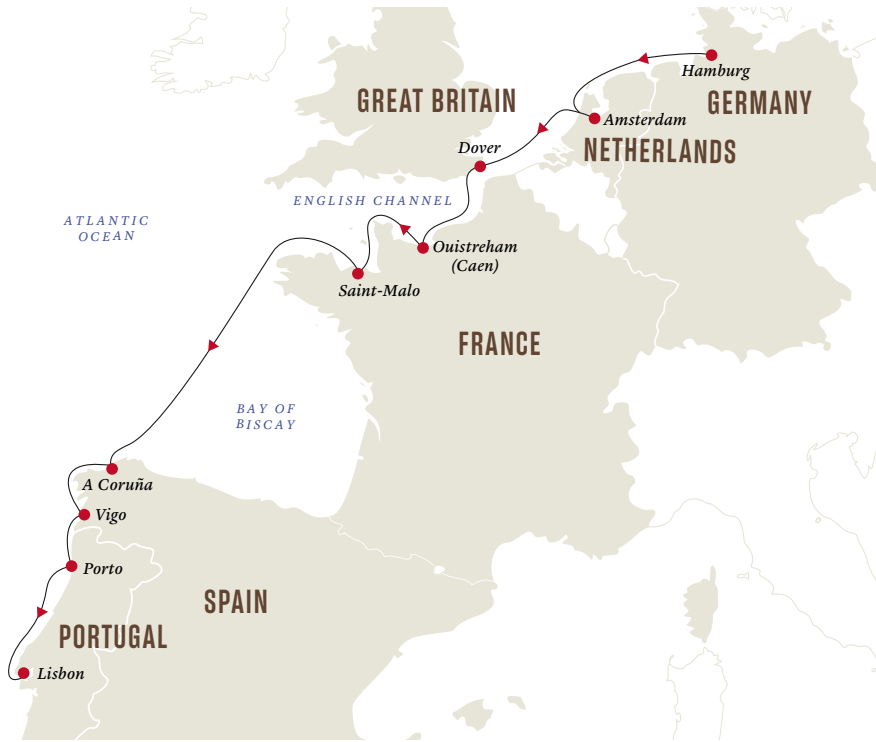 Hamburg
GREAT BRITAIN
GERMANY
Amsterdam
Dover
NETHERLANDS
ENGLISH CHANNEL
ATLANTIC
OCEAN
Ouistreham
(Caen)
Saint-Malo
FRANCE
BAY OF
BISCAY
A Coruña
Vigo
Porto
SPAIN
PORTUGAL
Lisbon